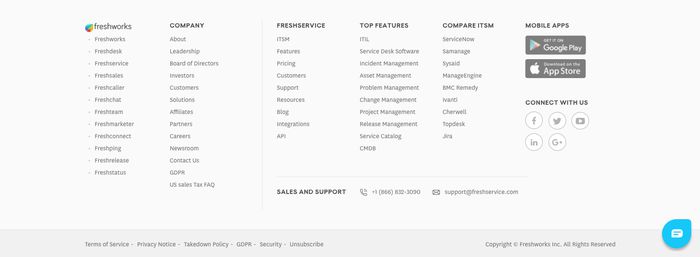 freshworks
Freshworks
Freshdesk
Freshservice
Freshsales
Freshcaller
Freshchat
Freshteam
Freshmarketer
Freshconnect
Freshping
Freshrelease
Freshstatus
COMPANY
About
Leadership
Board of Directors
Investors
Customers
Solutions
Affiliates
Partners
Careers
Newsroom
Contact Us
GDPR
US sales Tax FAQ
FRESHSERVICE
ITSM
Features
Pricing
Customers
Support
Resources
Blog
Integrations
API
TOP FEATURES
ITIL
Service Desk Software
Incident Management
Asset Management
Problem Management
Change Management
Project Management
Release Management
Service Catalog
CMDB
COMPARE ITSM
ServiceNow
Samanage
Sysaid
ManageEngine
BMC Remedy
Ivanti
Cherwell
Topdesk
Jira
MOBILE APPS
GET IT ON
Google Play
Download on the
App Store
CONNECT WITH US
SALES AND SUPPORT +1 (866) 832-3090 support@freshservice.com
Terms of Service - Privacy Notice - Takedown Policy - GDPR - Security - Unsubscribe
Copyright © Freshworks Inc. All Rights Reserved